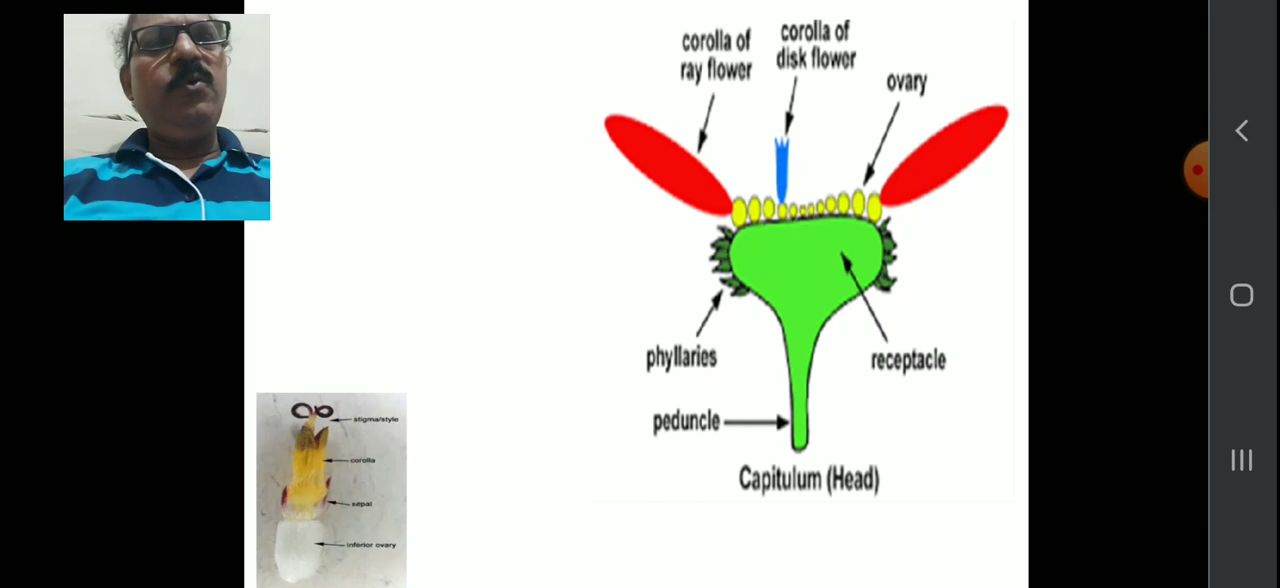 corolla of
ray flower
corolla of
disk flower
ovary
phyllaries
receptacle
peduncle
Capitulum (Head)
stigma/style
corolla
sepal
inferior ovary